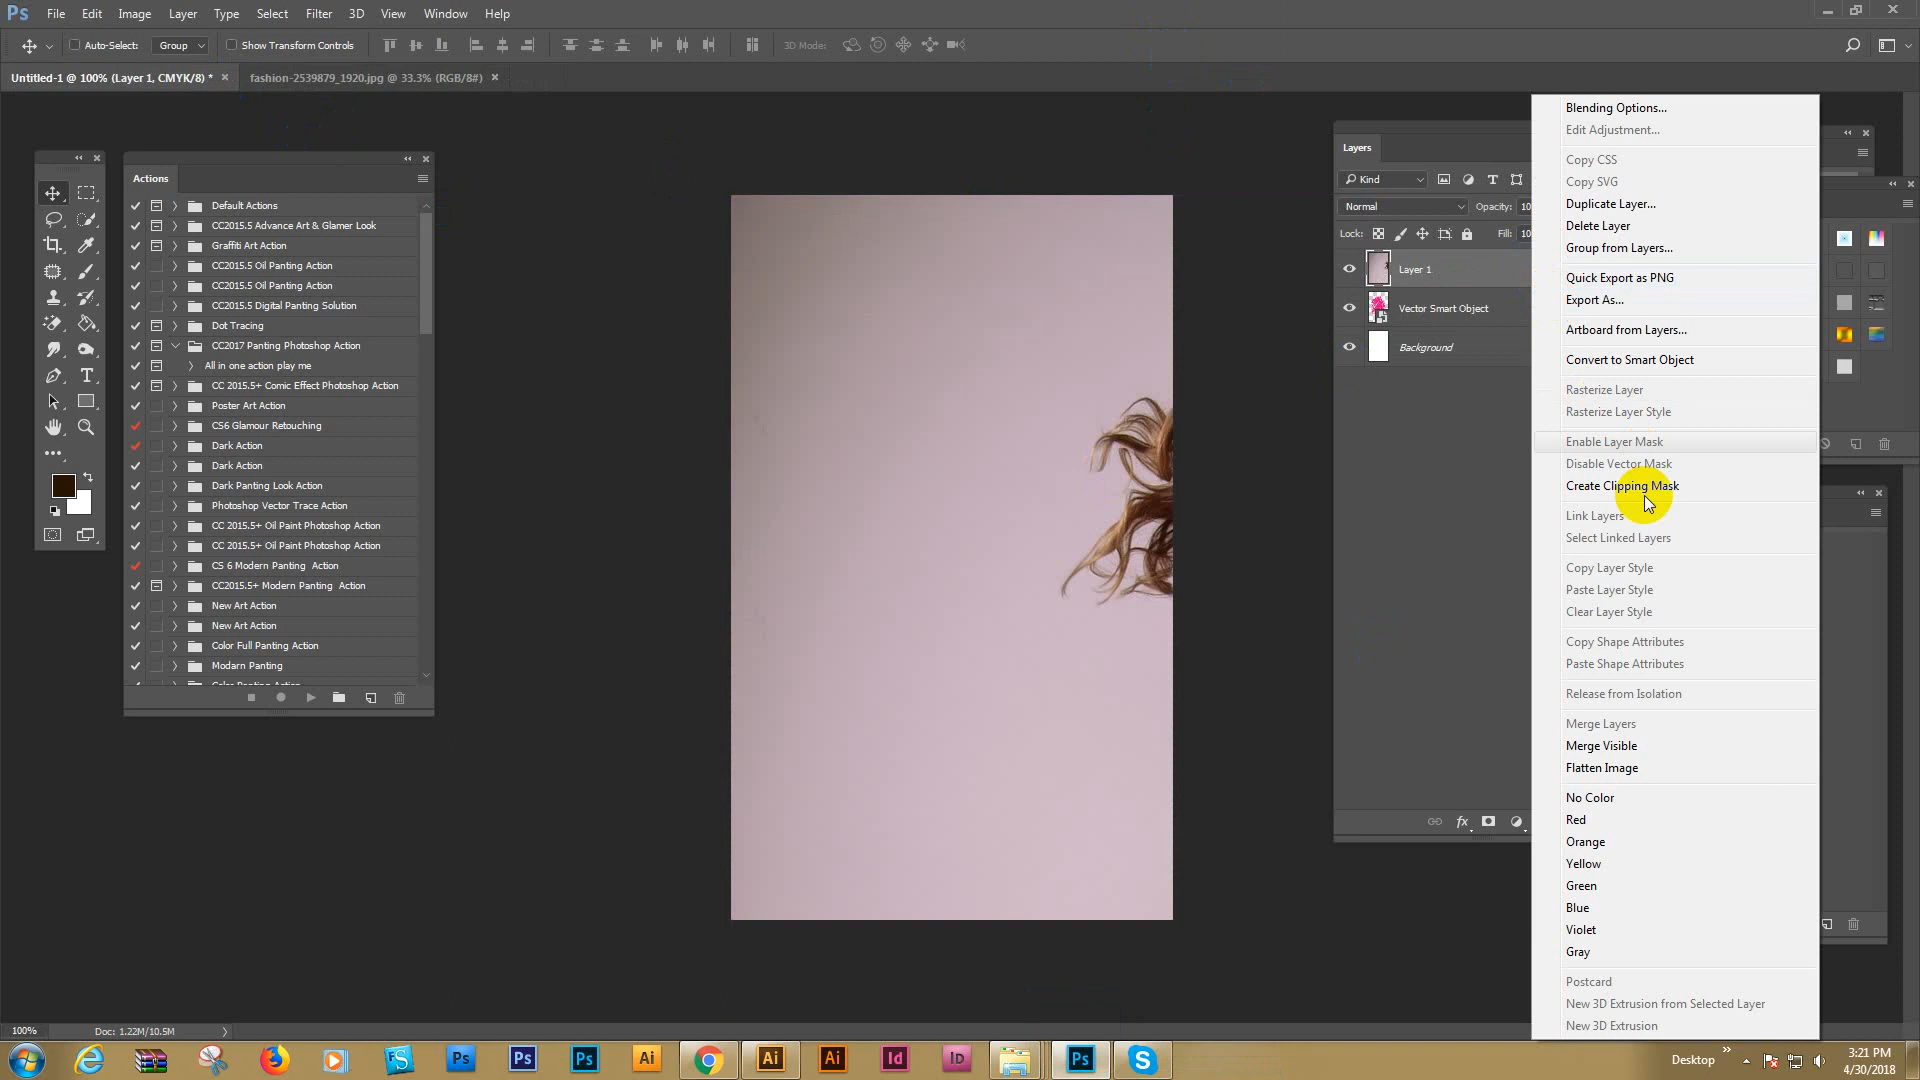 Ps File Edit Image Layer Type Select Filter 3D View Window Help
Auto-Select: Group Show Transform Controls 3D Mode:
Untitled-1 @ 100% (Layer 1, CMYK/8) * × fashion-2539879_1920.jpg @ 33.3% (RGB/8#) ×
Actions
Default Actions
CC2015.5 Advance Art & Glamer Look
Graffiti Art Action
CC2015.5 Oil Panting Action
CC2015.5 Oil Panting Action
CC2015.5 Digital Panting Solution
Dot Tracing
CC2017 Panting Photoshop Action
All in one action play me
CC 2015.5+ Comic Effect Photoshop Action
Poster Art Action
CS6 Glamour Retouching
Dark Action
Dark Action
Dark Panting Look Action
Photoshop Vector Trace Action
CC 2015.5+ Oil Paint Photoshop Action
CC 2015.5+ Oil Paint Photoshop Action
CS 6 Modern Panting Action
CC2015.5+ Modern Panting Action
New Art Action
New Art Action
Color Full Panting Action
Modarn Panting
Layers
Kind
Normal Opacity: 10
Lock: Fill: 10
Layer 1
Vector Smart Object
Background
fx
Blending Options...
Edit Adjustment...
Copy CSS
Copy SVG
Duplicate Layer...
Delete Layer
Group from Layers...
Quick Export as PNG
Export As...
Artboard from Layers...
Convert to Smart Object
Rasterize Layer
Rasterize Layer Style
Enable Layer Mask
Disable Vector Mask
Create Clipping Mask
Link Layers
Select Linked Layers
Copy Layer Style
Paste Layer Style
Clear Layer Style
Copy Shape Attributes
Paste Shape Attributes
Release from Isolation
Merge Layers
Merge Visible
Flatten Image
No Color
Red
Orange
Yellow
Green
Blue
Violet
Gray
Postcard
New 3D Extrusion from Selected Layer
New 3D Extrusion
100% Doc: 1.22M/10.5M
FS Ps Ps Ps Ai Ai Ai Id ID Ps S
Desktop
3:21 PM
4/30/2018